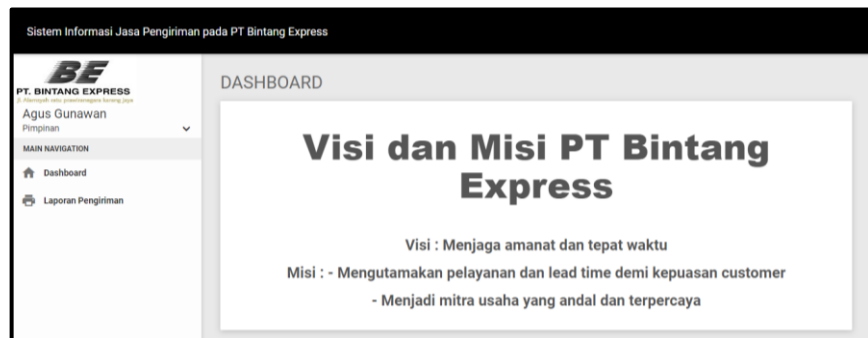 Sistem Informasi Jasa Pengiriman pada PT Bintang Express
BE
PT. BINTANG EXPRESS
Agus Gunawan
Pimpinan
MAIN NAVIGATION
Dashboard
Laporan Pengiriman
DASHBOARD
Visi dan Misi PT Bintang
Express
Visi : Menjaga amanat dan tepat waktu
Misi : - Mengutamakan pelayanan dan lead time demi kepuasan customer
- Menjadi mitra usaha yang andal dan terpercaya